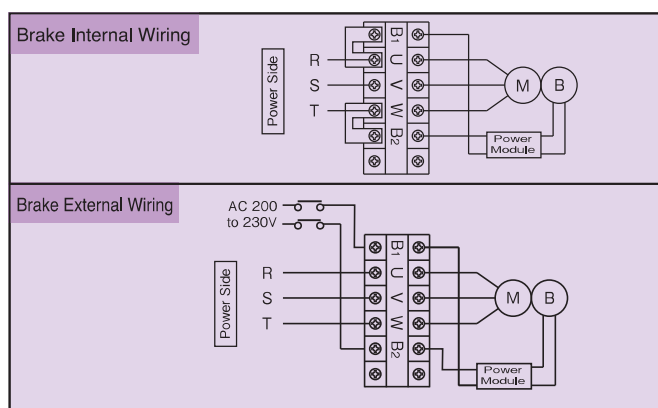 Brake Internal Wiring
Power Side
R
S
T
B1
U
V
W
B2
M
B
Power
Module
Brake External Wiring
AC 200
to 230V
Power Side
R
S
T
B1
U
V
W
B2
M
B
Power
Module